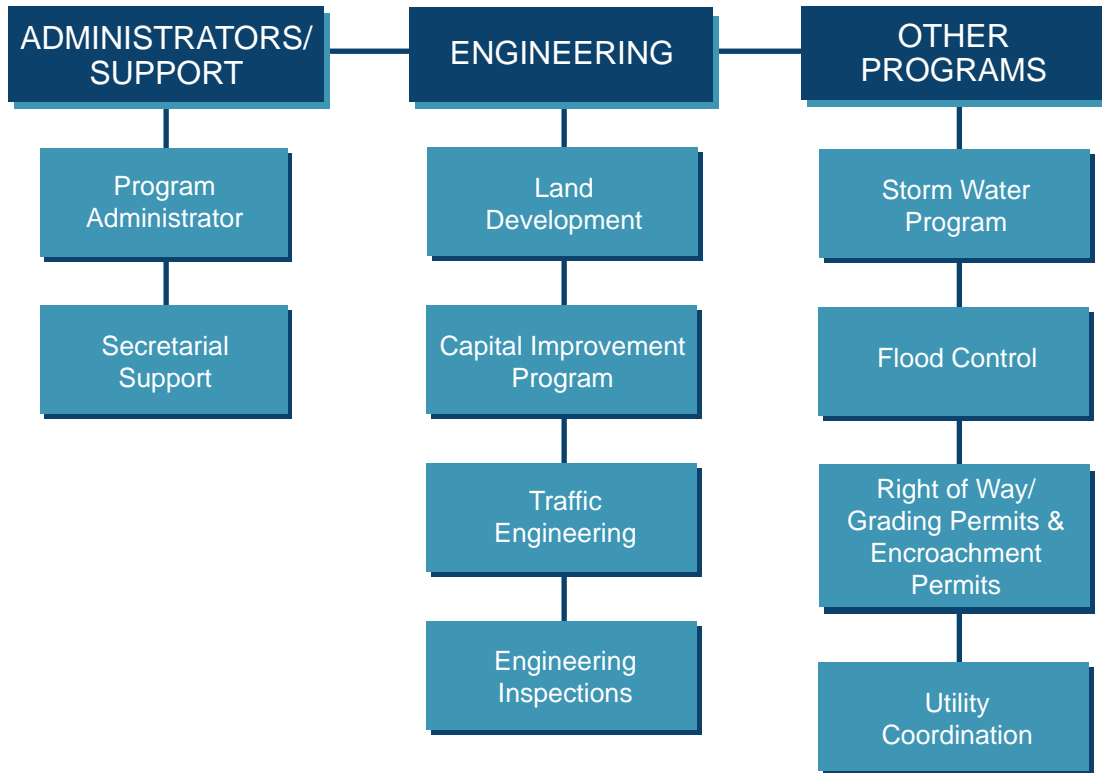 ADMINISTRATORS/
SUPPORT
Program
Administrator
Secretarial
Support
ENGINEERING
Land
Development
Capital Improvement
Program
Traffic
Engineering
Engineering
Inspections
OTHER
PROGRAMS
Storm Water
Program
Flood Control
Right of Way/
Grading Permits &
Encroachment
Permits
Utility
Coordination